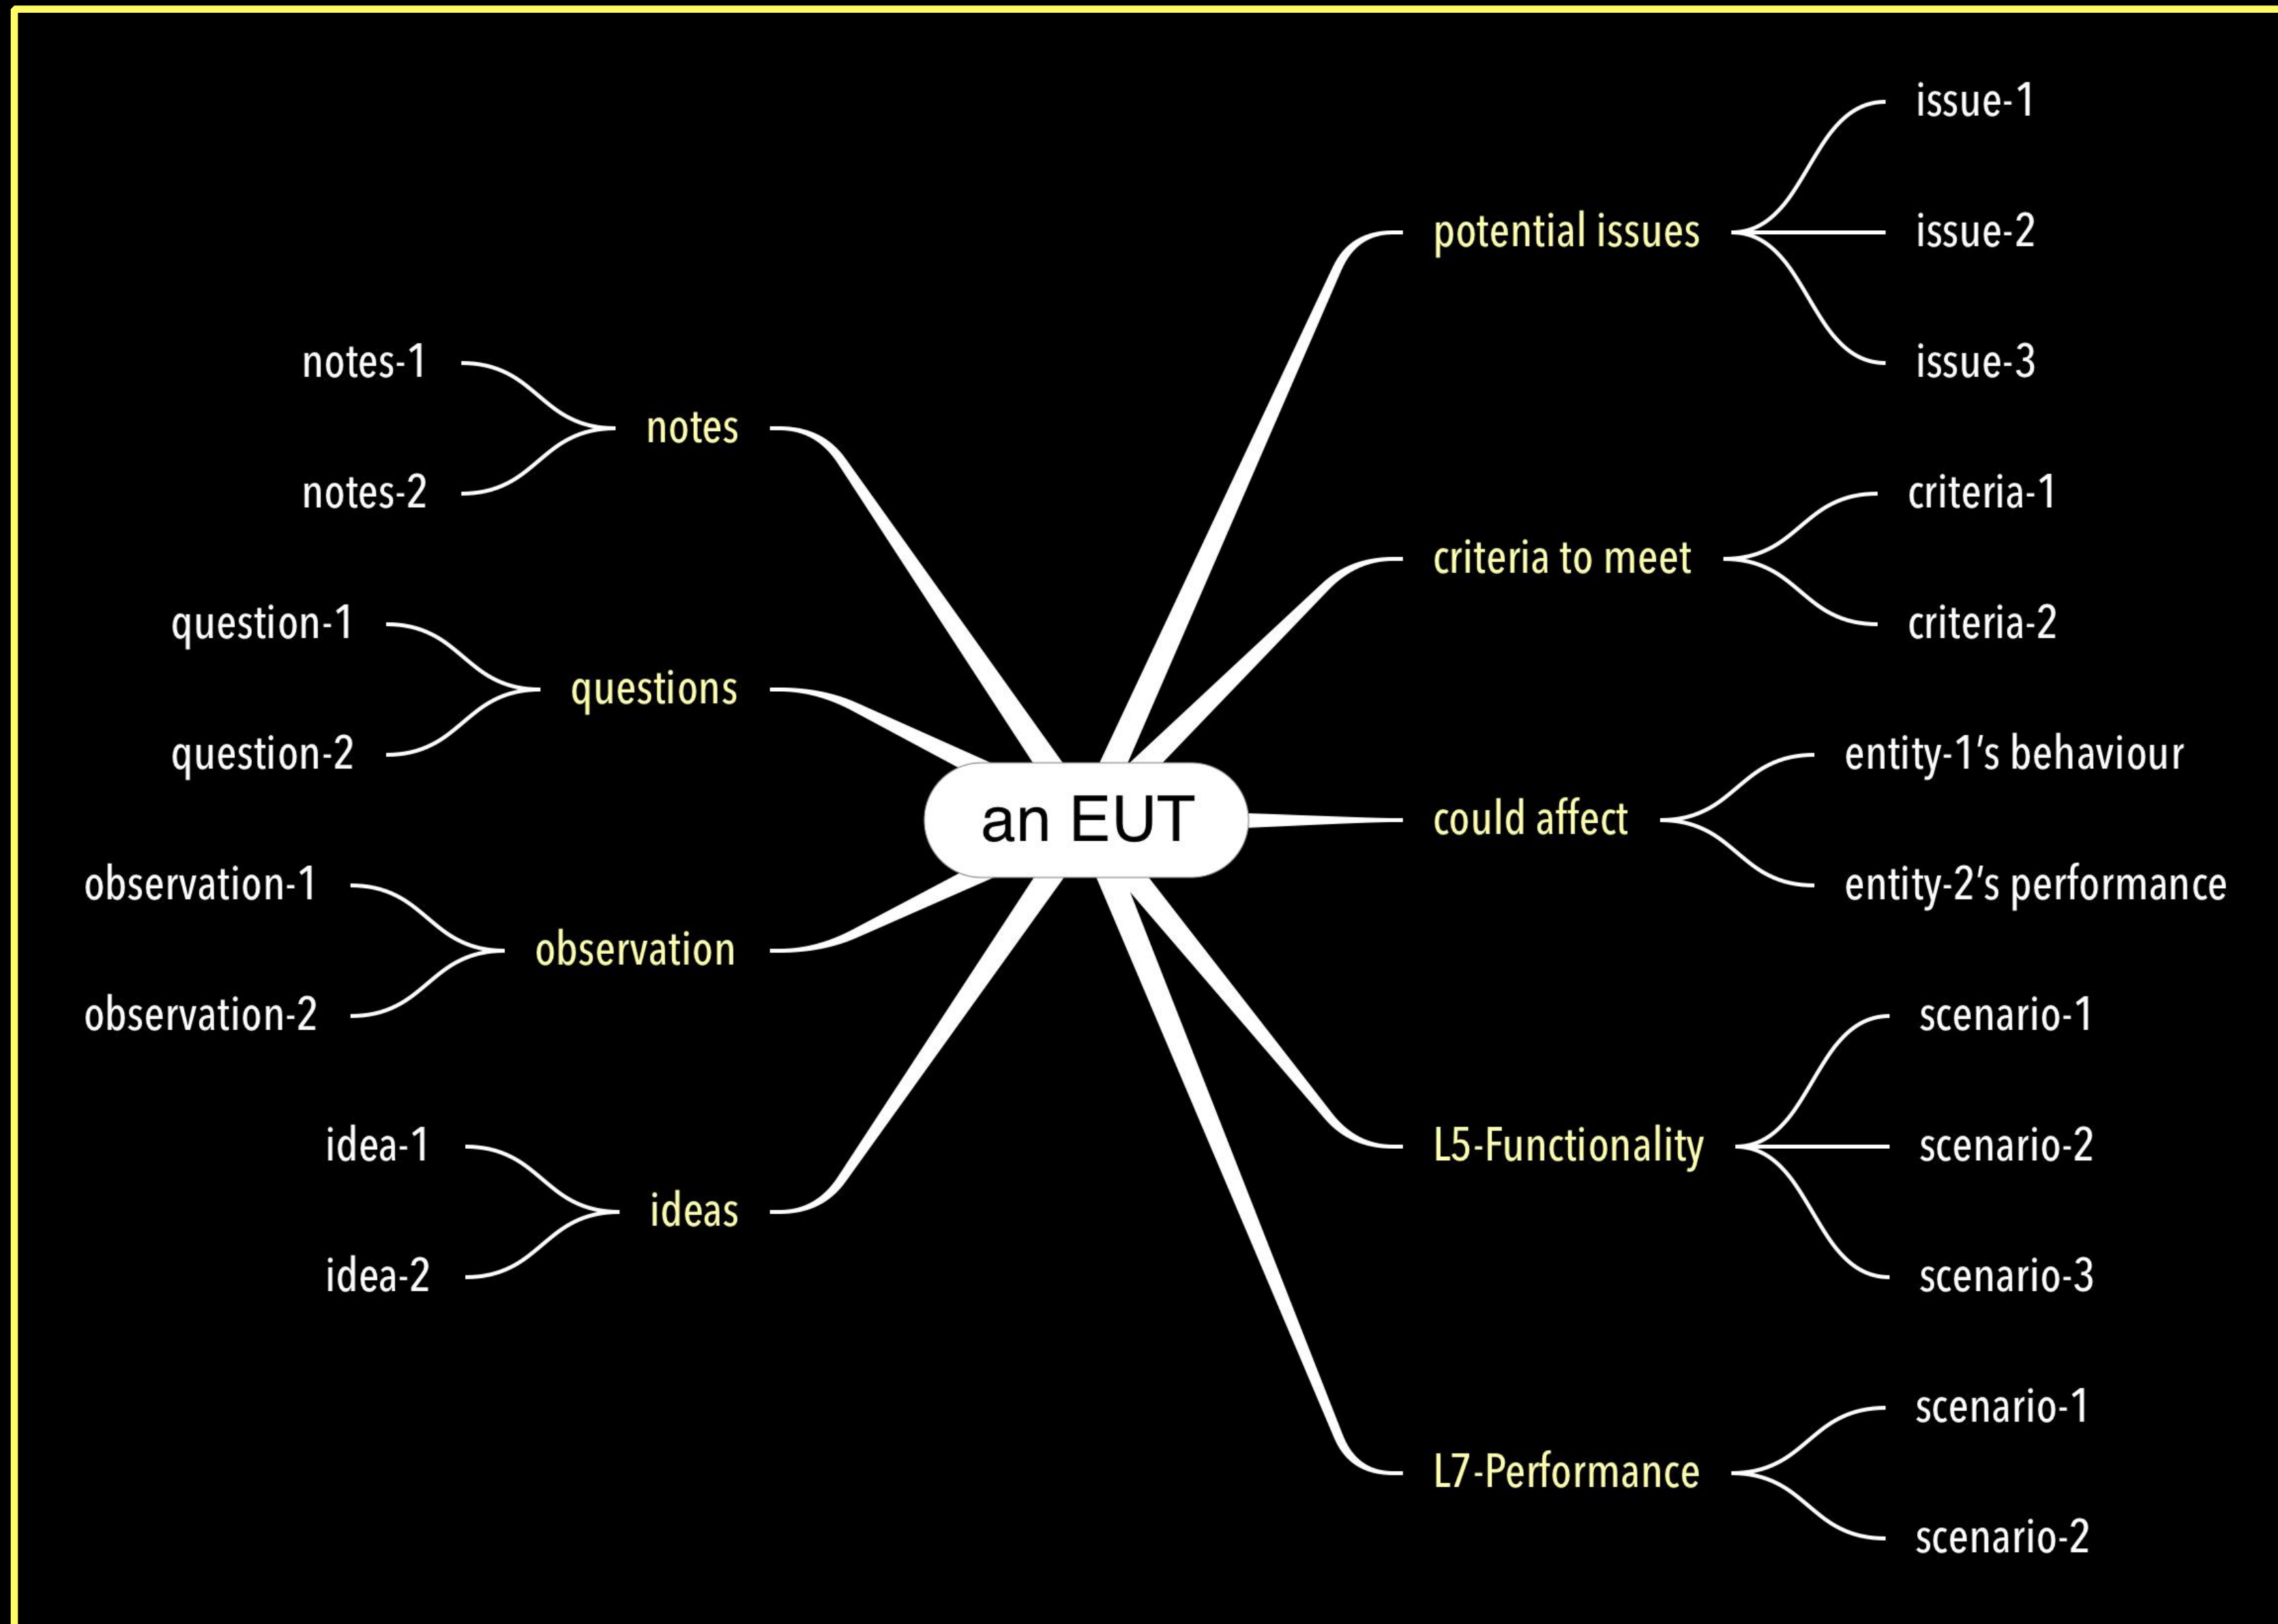 an EUT
potential issues
issue-1
issue-2
issue-3
criteria to meet
criteria-1
criteria-2
could affect
entity-1’s behaviour
entity-2’s performance
L5-Functionality
scenario-1
scenario-2
scenario-3
L7-Performance
scenario-1
scenario-2
notes
notes-1
notes-2
questions
question-1
question-2
observation
observation-1
observation-2
ideas
idea-1
idea-2